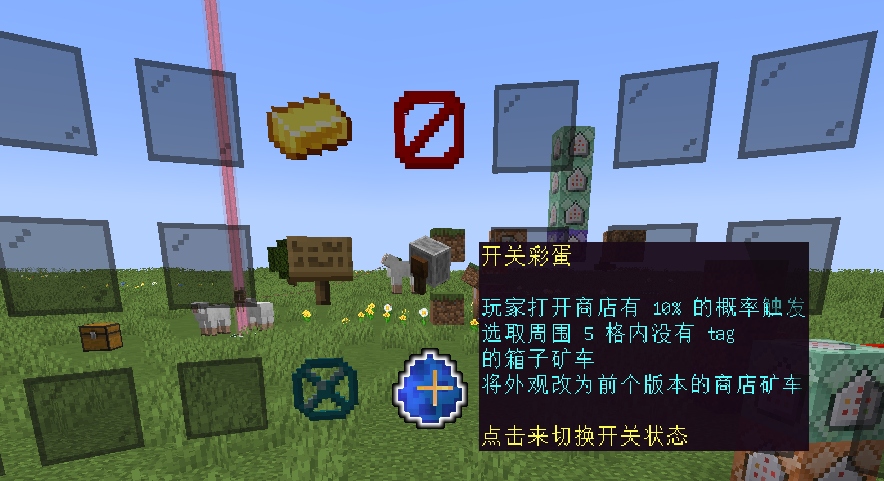 开关彩蛋
玩家打开商店有 10% 的概率触发
选取周围 5 格内没有 tag
的箱子矿车
将外观改为前个版本的商店矿车
点击来切换开关状态